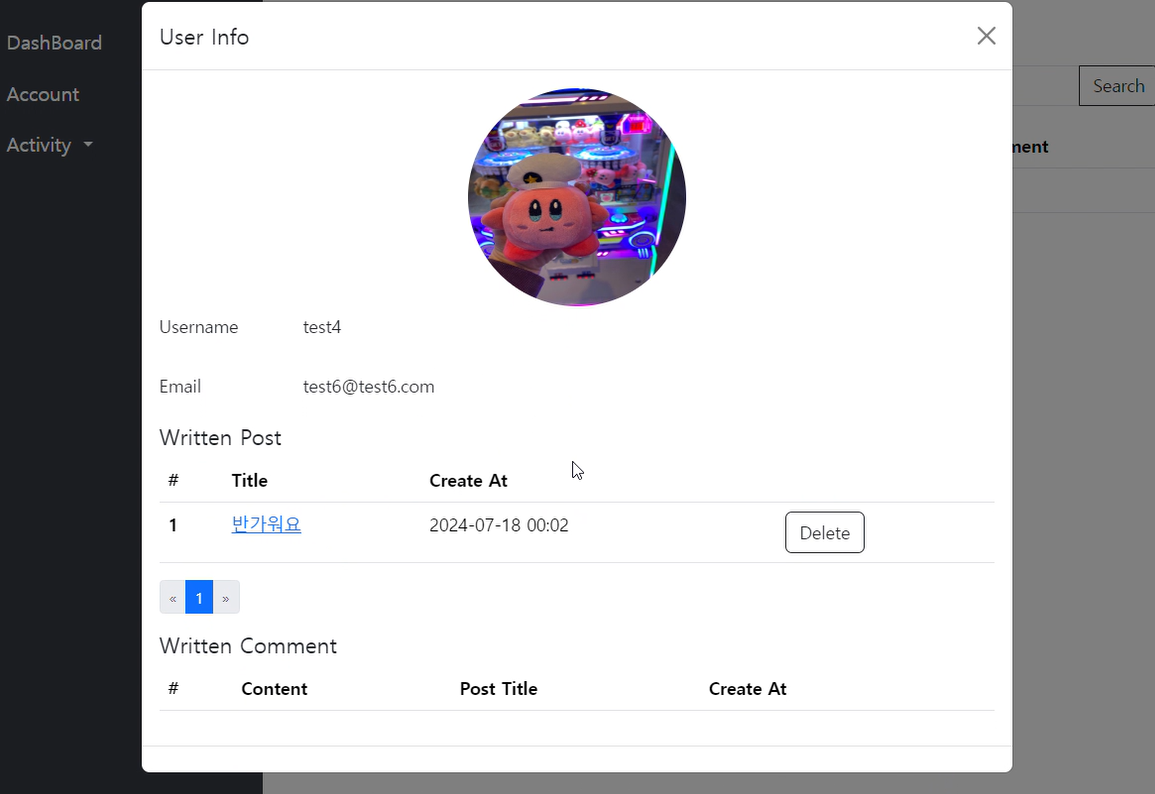 DashBoard
Account
Activity
User Info
Search
ment
Username test4
Email test6@test6.com
Written Post
# Title Create At
1 반가워요 2024-07-18 00:02 Delete
« 1 »
Written Comment
# Content Post Title Create At